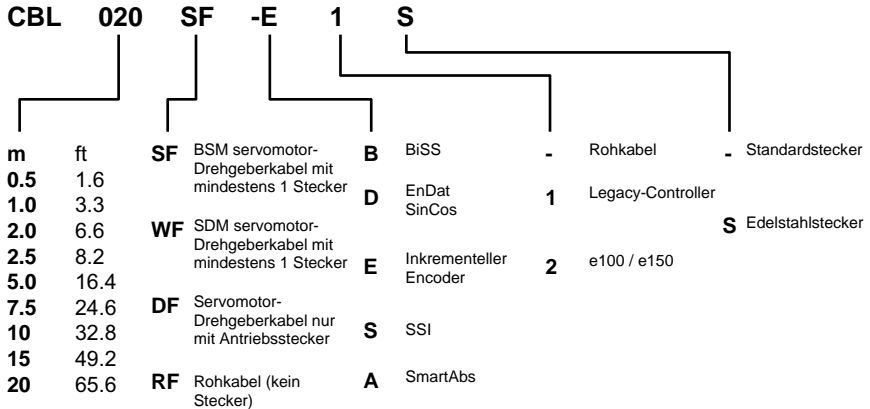 CBL 020 SF -E 1 S
m ft
0.5 1.6
1.0 3.3
2.0 6.6
2.5 8.2
5.0 16.4
7.5 24.6
10 32.8
15 49.2
20 65.6
SF BSM servomotor-
Drehgeberkabel mit
mindestens 1 Stecker
WF SDM servomotor-
Drehgeberkabel mit
mindestens 1 Stecker
DF Servomotor-
Drehgeberkabel nur
mit Antriebsstecker
RF Rohkabel (kein
Stecker)
B BiSS
D EnDat
SinCos
E Inkrementeller
Encoder
S SSI
A SmartAbs
- Rohkabel
1 Legacy-Controller
2 e100 / e150
- Standardstecker
S Edelstahlstecker